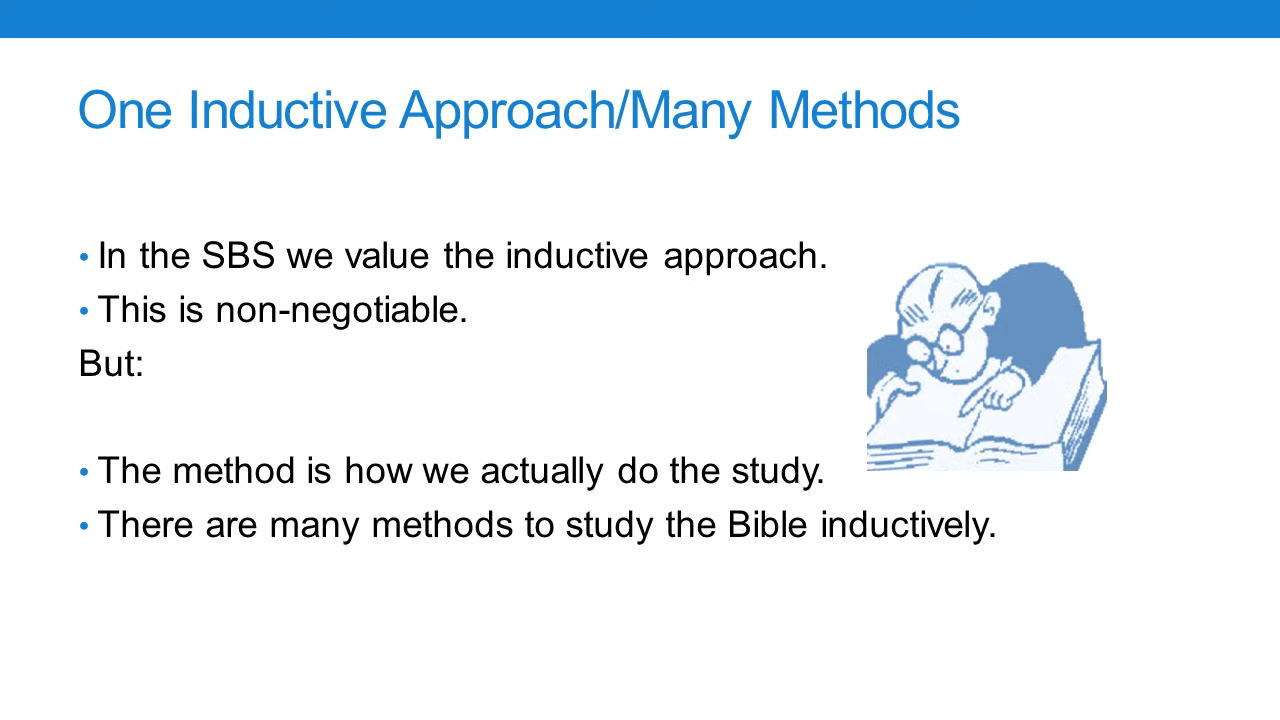 One Inductive Approach/Many Methods
• In the SBS we value the inductive approach.
• This is non-negotiable.
But:
• The method is how we actually do the study.
• There are many methods to study the Bible inductively.